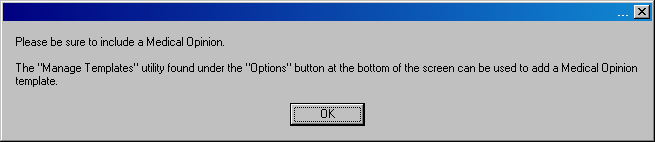 ...
Please be sure to include a Medical Opinion.
The "Manage Templates" utility found under the "Options" button at the bottom of the screen can be used to add a Medical Opinion
template.
OK